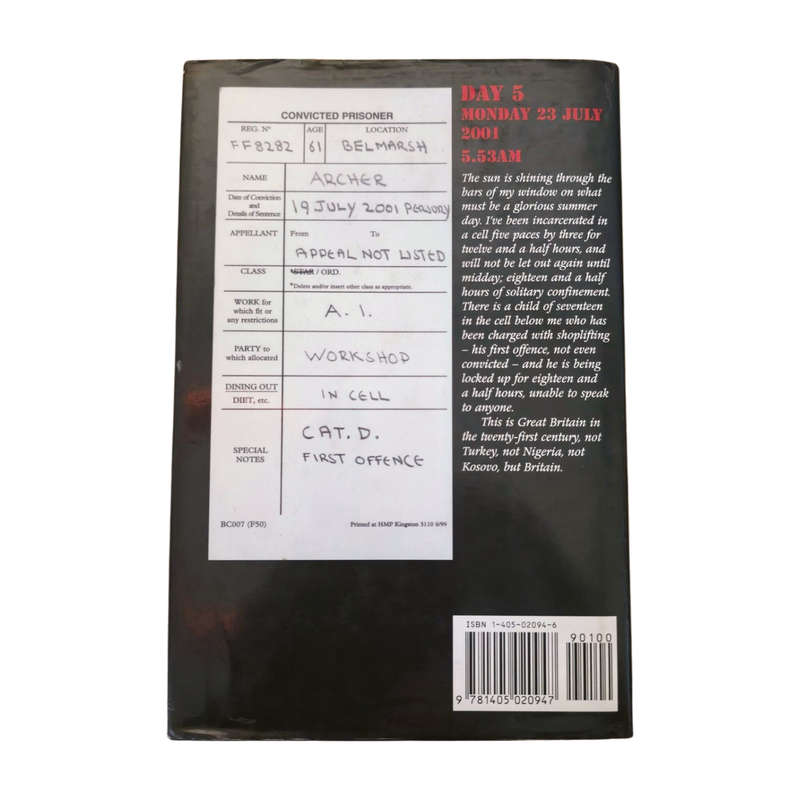 CONVICTED PRISONER
REG. Nº AGE LOCATION
FF8282 61 BELMARSH
NAME ARCHER
Date of Conviction
and
Details of Sentence
19 JULY 2001 PERJURY
APPELLANT From To
APPEAL NOT LISTED
CLASS *STAR / ORD.
*Delete and/or insert other class as appropriate.
WORK for
which fit or
any restrictions
A. 1.
PARTY to
which allocated
WORKSHOP
DINING OUT
DIET, etc.
IN CELL
SPECIAL
NOTES
CAT. D.
FIRST OFFENCE
BC007 (F50) Printed at HMP Kingston 5110 6/99
DAY 5
MONDAY 23 JULY
2001
5.53AM
The sun is shining through the
bars of my window on what
must be a glorious summer
day. I've been incarcerated in
a cell five paces by three for
twelve and a half hours, and
will not be let out again until
midday; eighteen and a half
hours of solitary confinement.
There is a child of seventeen
in the cell below me who has
been charged with shoplifting
– his first offence, not even
convicted – and he is being
locked up for eighteen and
a half hours, unable to speak
to anyone.
This is Great Britain in
the twenty-first century, not
Turkey, not Nigeria, not
Kosovo, but Britain.
ISBN 1-405-02094-6
90100
9 781405 020947